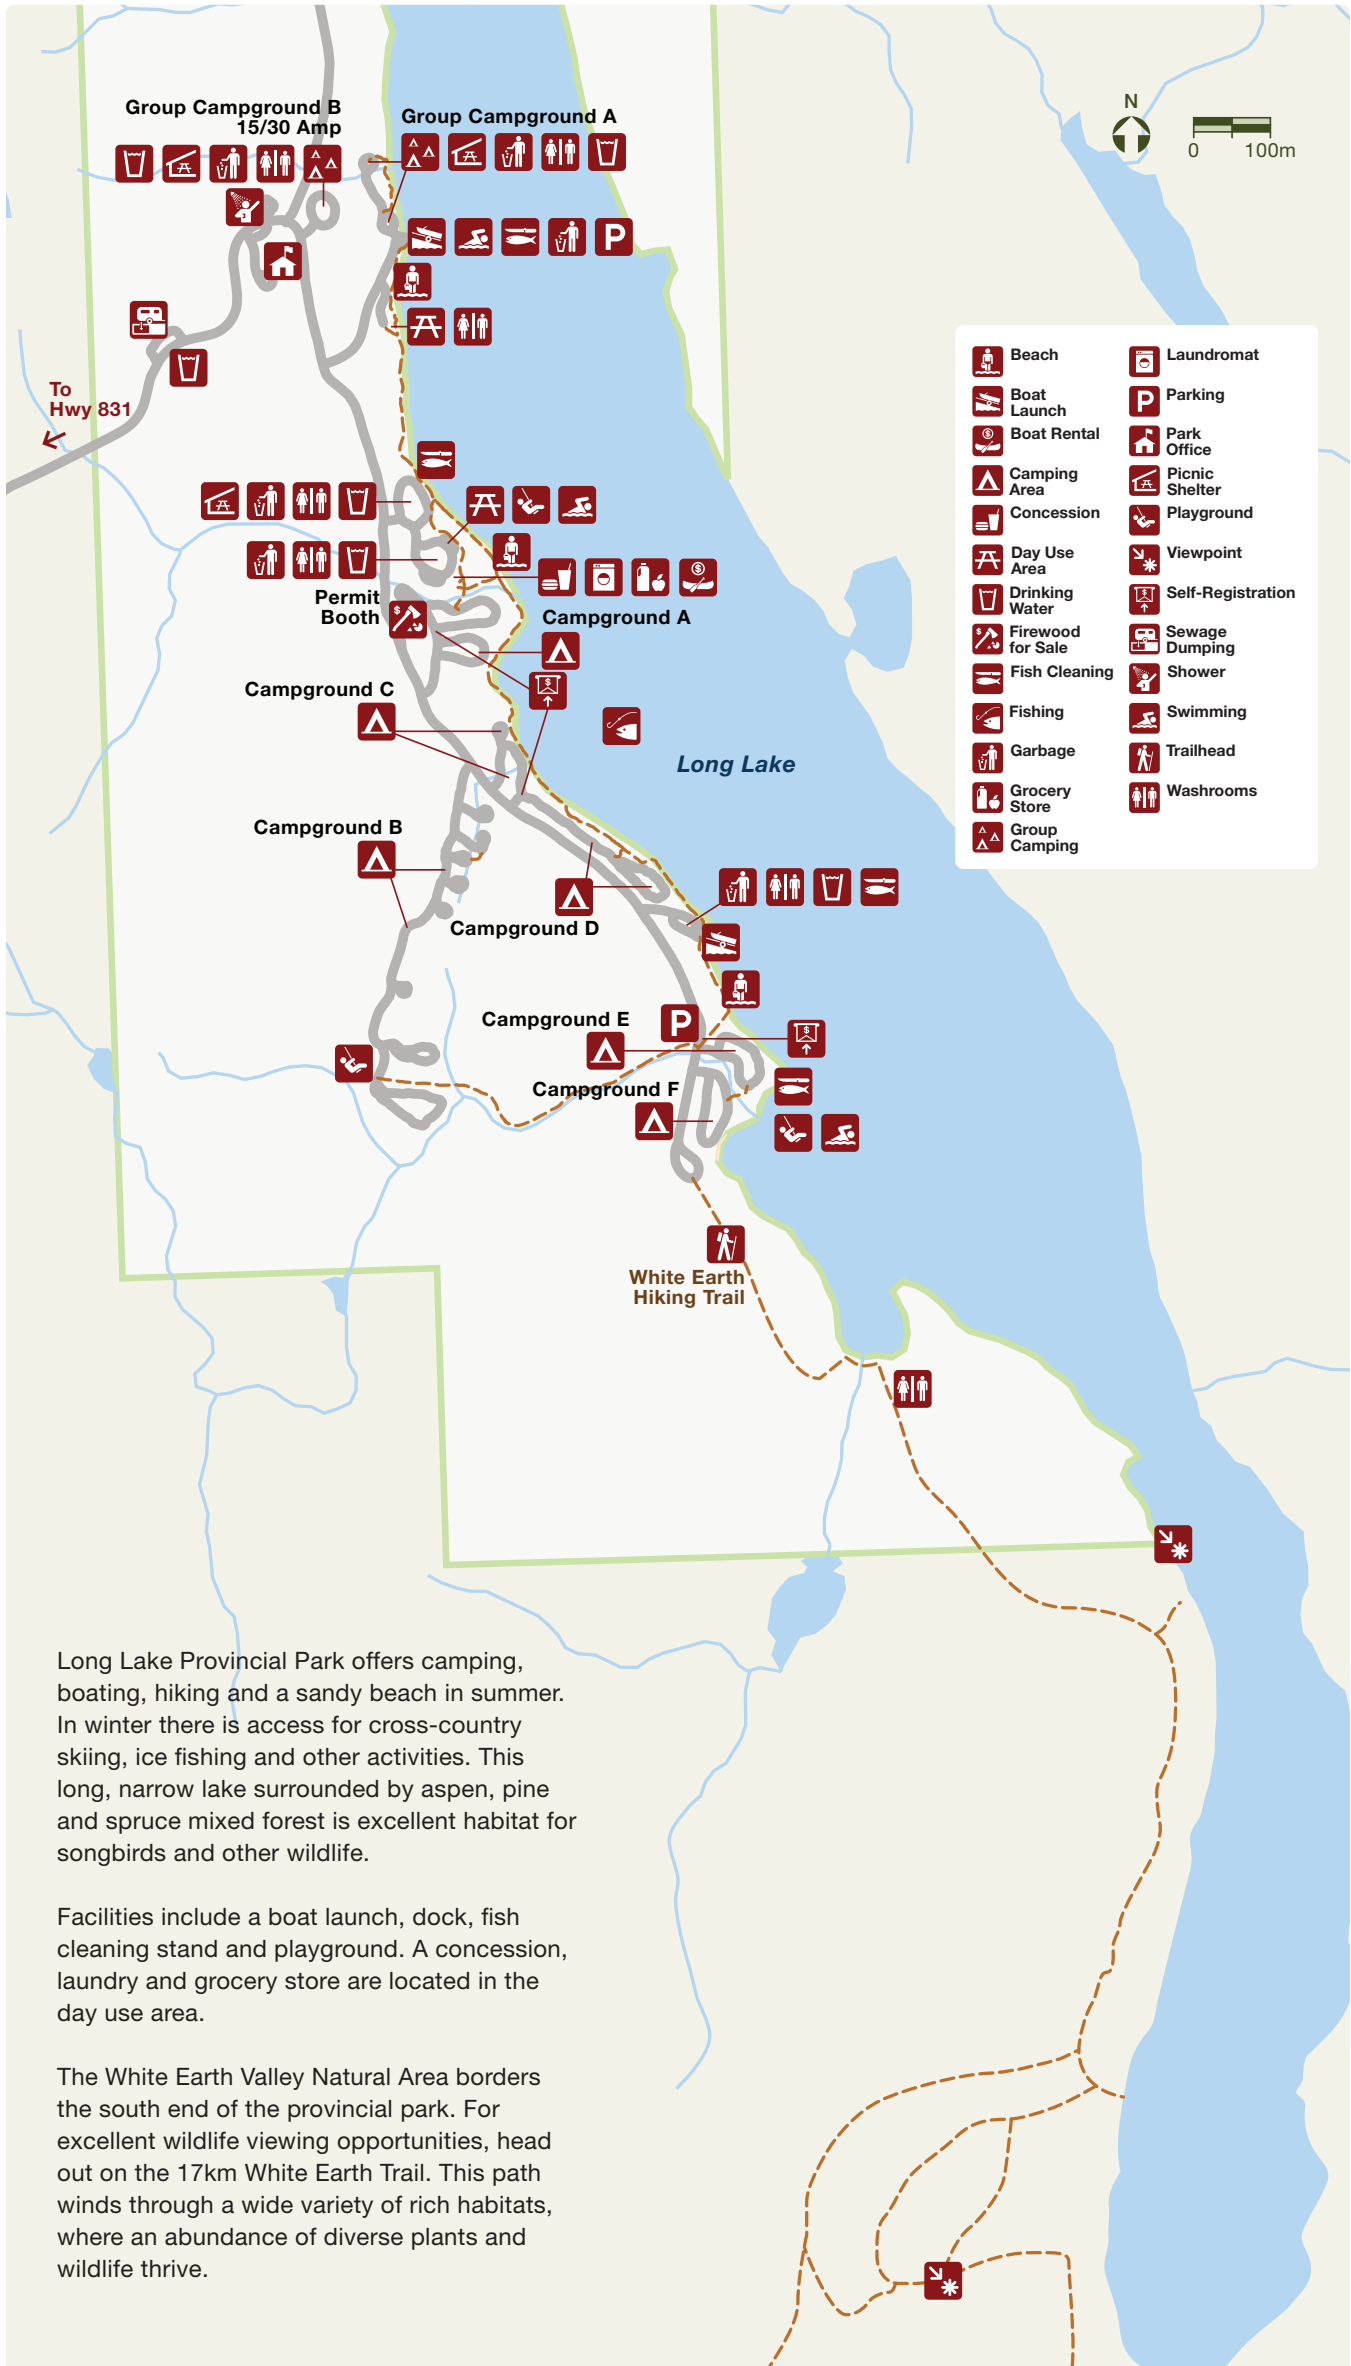 Group Campground B
15/30 Amp
Group Campground A
N
0 100m
P
To
Hwy 831
Beach
Boat
Launch
Boat Rental
Camping
Area
Concession
Day Use
Area
Drinking
Water
Firewood
for Sale
Fish Cleaning
Fishing
Garbage
Grocery
Store
Group
Camping
Laundromat
P Parking
Park
Office
Picnic
Shelter
Playground
Viewpoint
Self-Registration
Sewage
Dumping
Shower
Swimming
Trailhead
Washrooms
Permit
Booth
Campground A
Campground C
Long Lake
Campground B
Campground D
Campground E
P
Campground F
White Earth
Hiking Trail
Long Lake Provincial Park offers camping,
boating, hiking and a sandy beach in summer.
In winter there is access for cross-country
skiing, ice fishing and other activities. This
long, narrow lake surrounded by aspen, pine
and spruce mixed forest is excellent habitat for
songbirds and other wildlife.
Facilities include a boat launch, dock, fish
cleaning stand and playground. A concession,
laundry and grocery store are located in the
day use area.
The White Earth Valley Natural Area borders
the south end of the provincial park. For
excellent wildlife viewing opportunities, head
out on the 17km White Earth Trail. This path
winds through a wide variety of rich habitats,
where an abundance of diverse plants and
wildlife thrive.